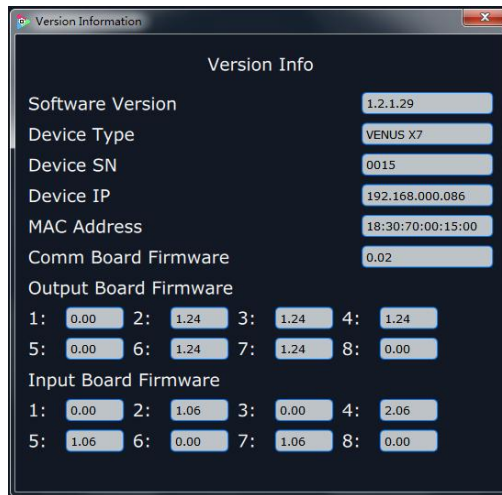 Version Information
Version Info
Software Version 1.2.1.29
Device Type VENUS X7
Device SN 0015
Device IP 192.168.000.086
MAC Address 18:30:70:00:15:00
Comm Board Firmware 0.02
Output Board Firmware
1: 0.00 2: 1.24 3: 1.24 4: 1.24
5: 0.00 6: 1.24 7: 1.24 8: 0.00
Input Board Firmware
1: 0.00 2: 1.06 3: 0.00 4: 2.06
5: 1.06 6: 0.00 7: 1.06 8: 0.00